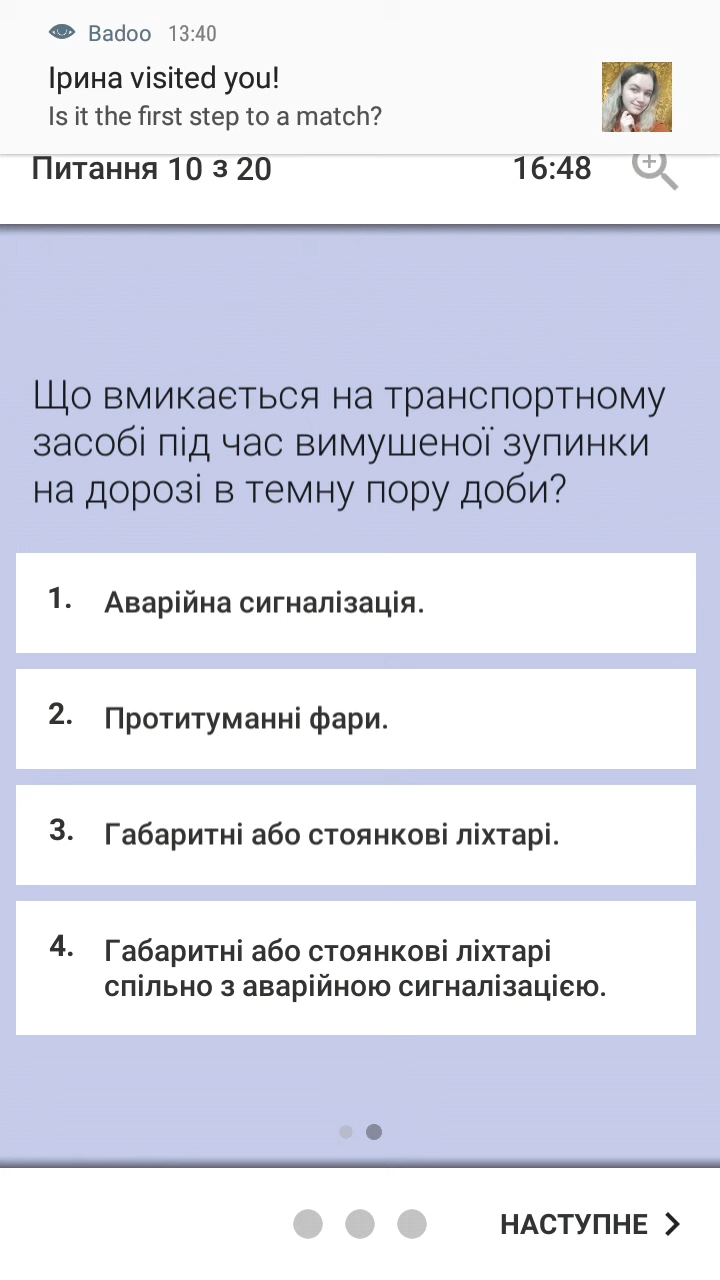 Badoo 13:40
Ірина visited you!
Is it the first step to a match?
Питання 10 з 20 16:48
Що вмикається на транспортному
засобі під час вимушеної зупинки
на дорозі в темну пору доби?
1. Аварійна сигналізація.
2. Протитуманні фари.
3. Габаритні або стоянкові ліхтарі.
4. Габаритні або стоянкові ліхтарі
спільно з аварійною сигналізацією.
НАСТУПНЕ